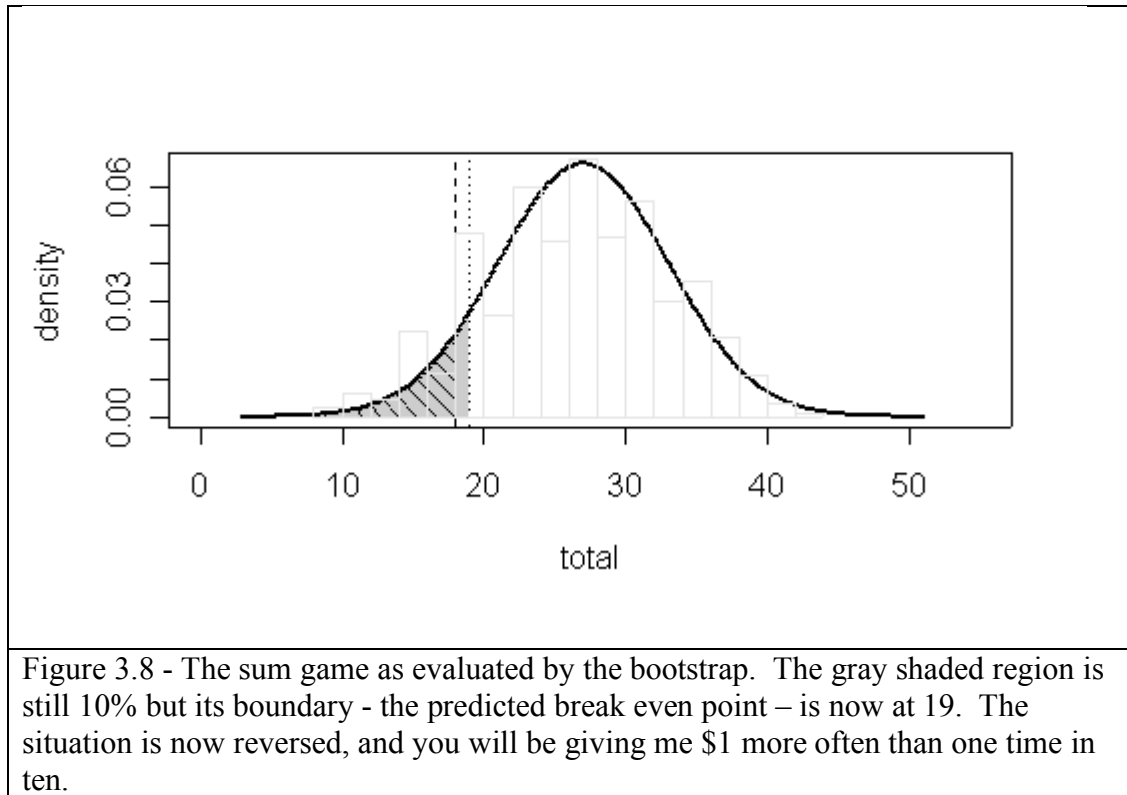 density
0.06
0.03
0.00
0 10 20 30 40 50
total
Figure 3.8 - The sum game as evaluated by the bootstrap. The gray shaded region is
still 10% but its boundary - the predicted break even point – is now at 19. The
situation is now reversed, and you will be giving me $1 more often than one time in
ten.